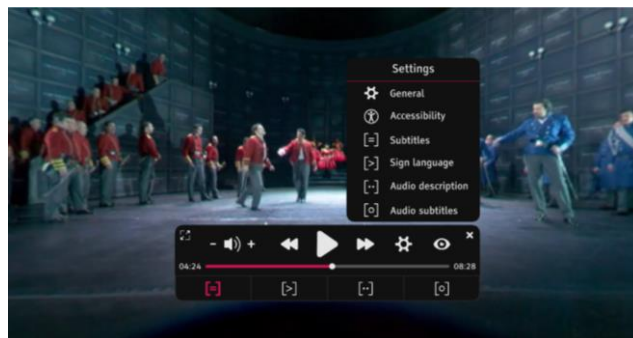 Settings
General
Accessibility
[=] Subtitles
[>] Sign language
[··] Audio description
[o] Audio subtitles
- +
04:24 08:28
[=] [>] [··] [o]